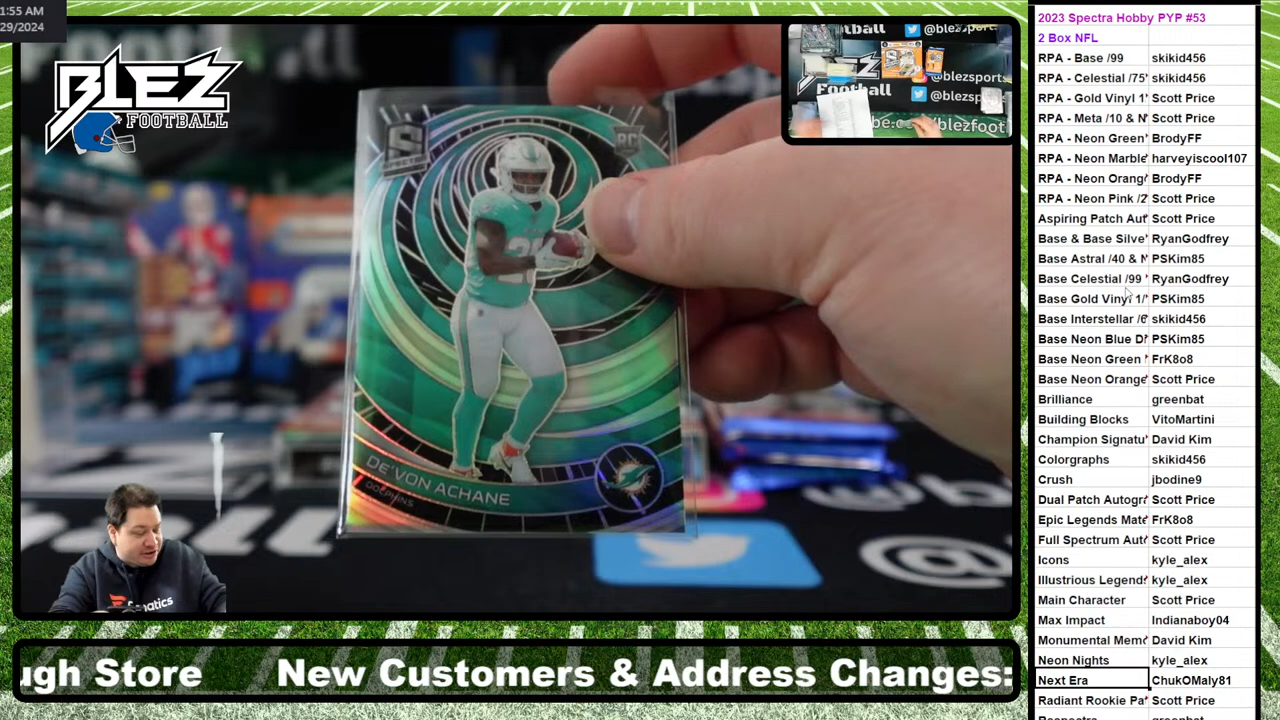 1:55 AM
29/2024
BLEZ
FOOTBALL
Football
@blezsports
@blezsports
Football
be.co
/blezfoot
S
SPECTRA
RC
DE'VON ACHANE
DOLPHINS
Fanatics
@
ugh Store New Customers & Address Changes:
2023 Spectra Hobby PYP #53
2 Box NFL
RPA - Base /99 skikid456
RPA - Celestial /75 skikid456
RPA - Gold Vinyl 1 Scott Price
RPA - Meta /10 & N Scott Price
RPA - Neon Green BrodyFF
RPA - Neon Marble harveyiscool107
RPA - Neon Orang BrodyFF
RPA - Neon Pink /2 Scott Price
Aspiring Patch Aut Scott Price
Base & Base Silve RyanGodfrey
Base Astral /40 & N PSKim85
Base Celestial /99 RyanGodfrey
Base Gold Vinyl 1/ PSKim85
Base Interstellar /6 skikid456
Base Neon Blue Di PSKim85
Base Neon Green FrK8o8
Base Neon Orange Scott Price
Brilliance greenbat
Building Blocks VitoMartini
Champion Signatu David Kim
Colorgraphs skikid456
Crush jbodine9
Dual Patch Autogr Scott Price
Epic Legends Mate FrK8o8
Full Spectrum Aut Scott Price
Icons kyle_alex
Illustrious Legend kyle_alex
Main Character Scott Price
Max Impact Indianaboy04
Monumental Mem David Kim
Neon Nights kyle_alex
Next Era ChukOMaly81
Radiant Rookie Pa Scott Price
Respectra greenbat